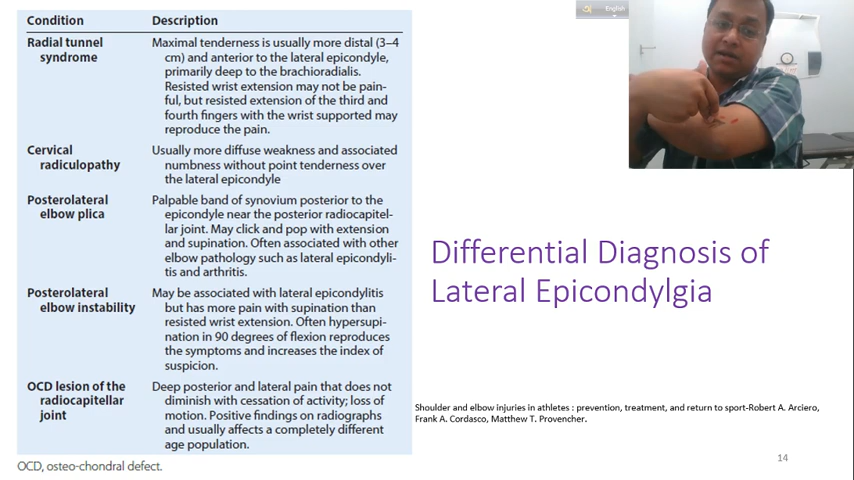 Condition Description
Radial tunnel Maximal tenderness is usually more distal (3–4
syndrome cm) and anterior to the lateral epicondyle,
primarily deep to the brachioradialis.
Resisted wrist extension may not be pain-
ful, but resisted extension of the third and
fourth fingers with the wrist supported may
reproduce the pain.
Cervical Usually more diffuse weakness and associated
radiculopathy numbness without point tenderness over
the lateral epicondyle
Posterolateral Palpable band of synovium posterior to the
elbow plica epicondyle near the posterior radiocapitel-
lar joint. May click and pop with extension
and supination. Often associated with other
elbow pathology such as lateral epicondyli-
tis and arthritis.
Posterolateral May be associated with lateral epicondylitis
elbow instability but has more pain with supination than
resisted wrist extension. Often hypersupi-
nation in 90 degrees of flexion reproduces
the symptoms and increases the index of
suspicion.
OCD lesion of the Deep posterior and lateral pain that does not
radiocapitellar diminish with cessation of activity; loss of
joint motion. Positive findings on radiographs
and usually affects a completely different
age population.
OCD, osteo-chondral defect.
English
Differential Diagnosis of
Lateral Epicondylgia
Shoulder and elbow injuries in athletes : prevention, treatment, and return to sport-Robert A. Arciero,
Frank A. Cordasco, Matthew T. Provencher.
14